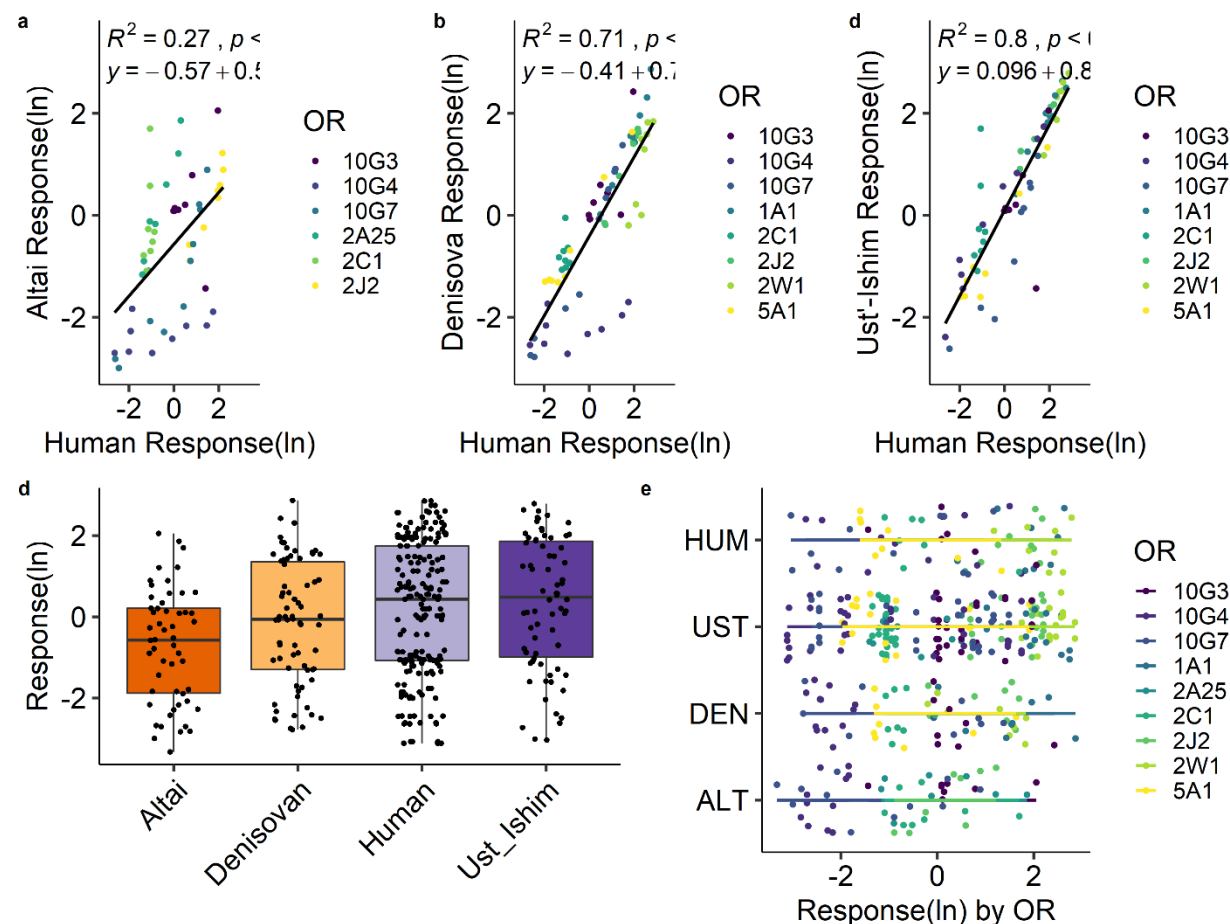 a
R² = 0.27 , p <
y = − 0.57 + 0.5
Altai Response(ln)
2
0
-2
-2 0 2
Human Response(ln)
OR
10G3
10G4
10G7
2A25
2C1
2J2
b
R² = 0.71 , p <
y = − 0.41 + 0.7
Denisova Response(ln)
2
0
-2
-2 0 2
Human Response(ln)
OR
10G3
10G4
10G7
1A1
2C1
2J2
2W1
5A1
d
R² = 0.8 , p <
y = 0.096 + 0.8
Ust'-Ishim Response(ln)
2
0
-2
-2 0 2
Human Response(ln)
OR
10G3
10G4
10G7
1A1
2C1
2J2
2W1
5A1
d
Response(ln)
2
0
-2
Altai
Denisovan
Human
Ust_Ishim
e
HUM
UST
DEN
ALT
-2 0 2
Response(ln) by OR
OR
10G3
10G4
10G7
1A1
2A25
2C1
2J2
2W1
5A1